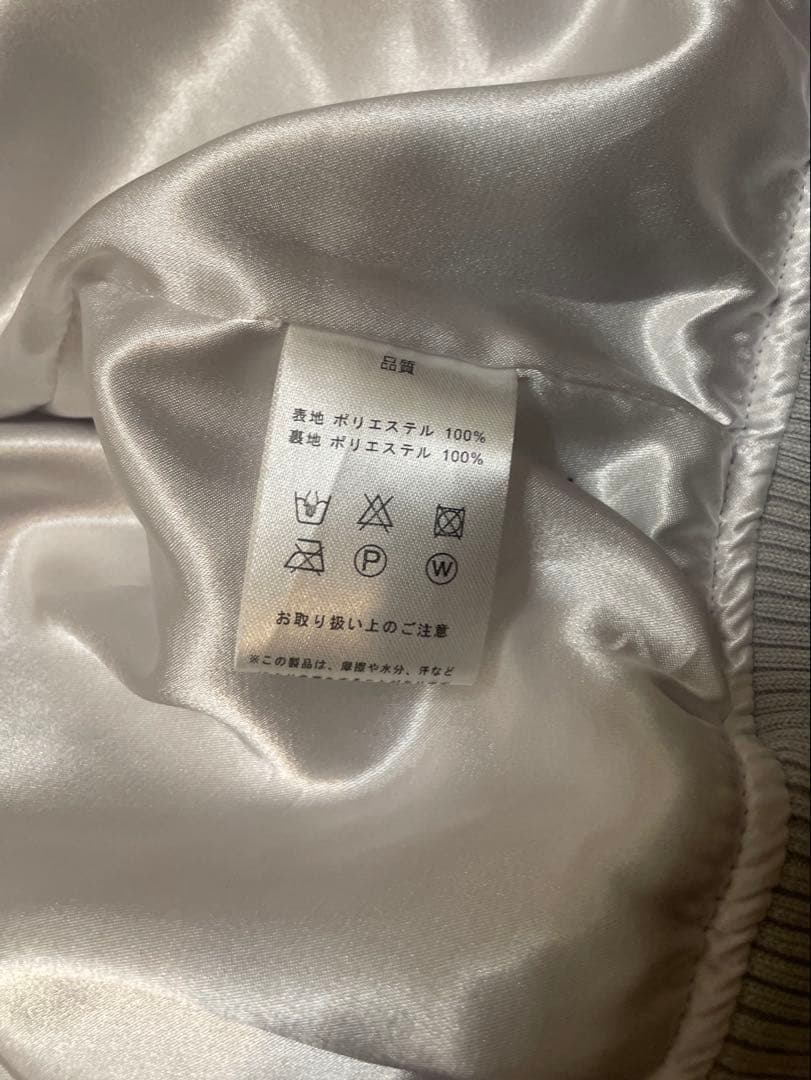 品質
表地 ポリエステル 100%
裏地 ポリエステル 100%
P
W
お取り扱い上のご注意
※この製品は、摩擦や水分、汗など